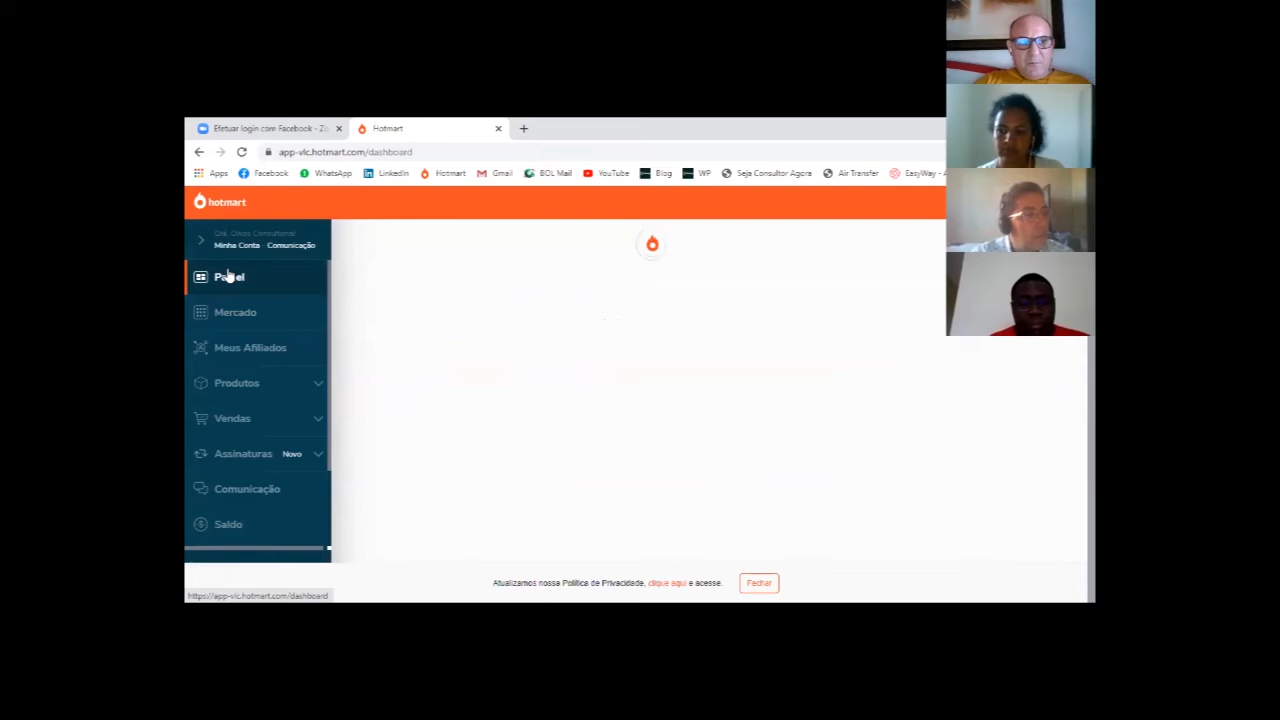 Efetuar login com Facebook - Zo
Hotmart
app-vlc.hotmart.com/dashboard
Apps Facebook WhatsApp LinkedIn Hotmart Gmail BOL Mail YouTube Blog WP Seja Consultor Agora Air Transfer EasyWay - A
hotmart
Minha Conta · Comunicação
Mercado
Meus Afiliados
Produtos
Vendas
Assinaturas Novo
Comunicação
Saldo
Atualizamos nossa Política de Privacidade, clique aqui e acesse. Fechar
https://app-vlc.hotmart.com/dashboard